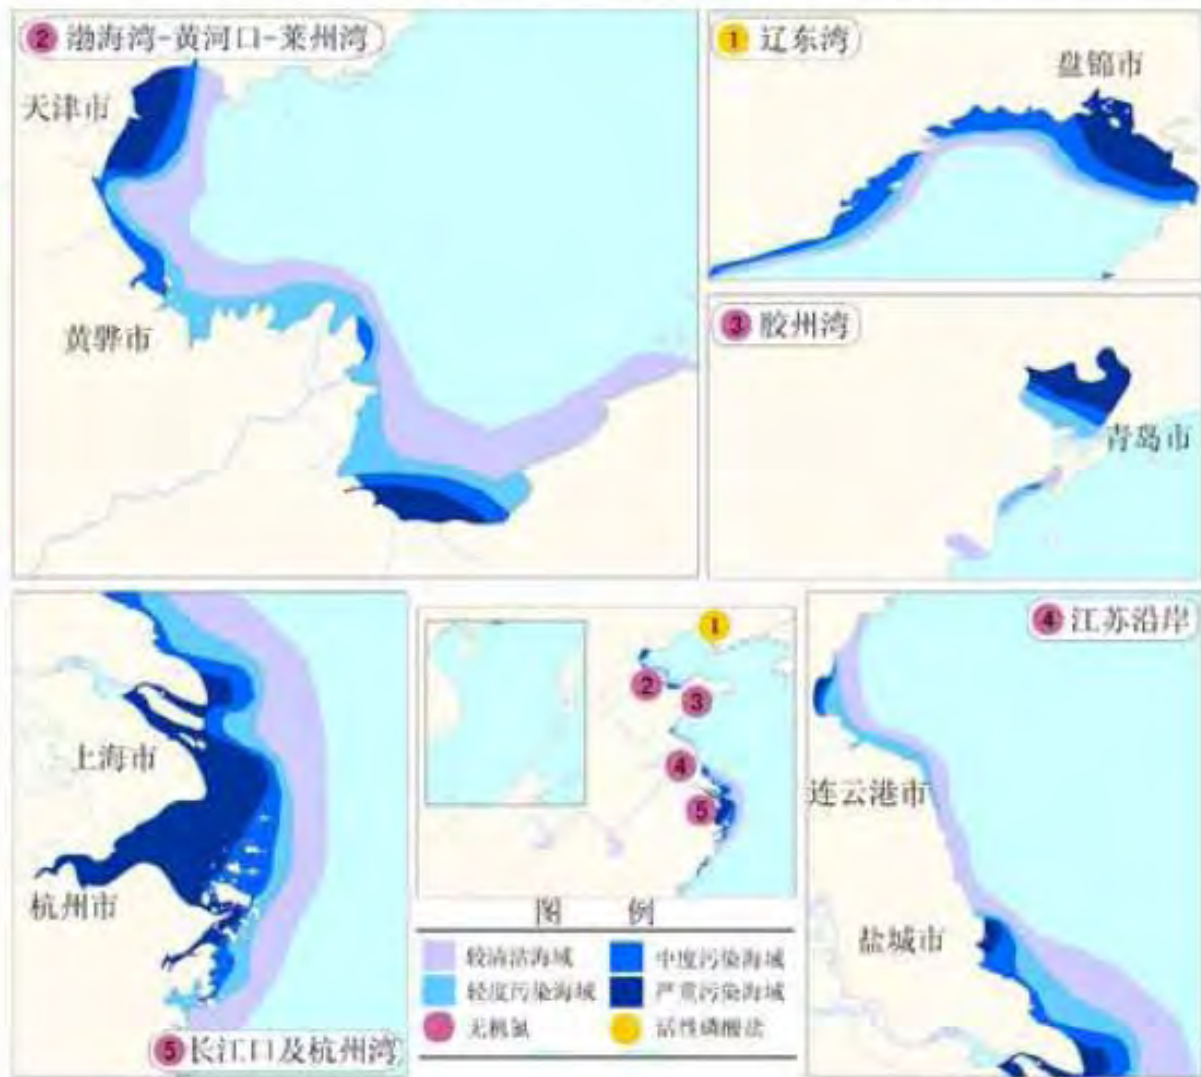 2 渤海湾-黄河口-莱州湾
天津市
黄骅市
1 辽东湾
盘锦市
3 胶州湾
青岛市
上海市
杭州市
5 长江口及杭州湾
1
2
3
4
5
图 例
较清洁海域 中度污染海域
轻度污染海域 严重污染海域
无机氮 活性磷酸盐
4 江苏沿岸
连云港市
盐城市